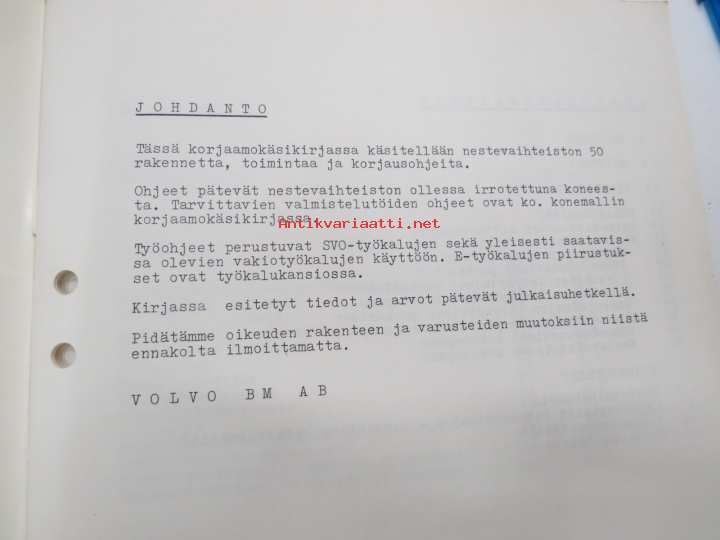 J O H D A N T O
Tässä korjaamokäsikirjassa käsitellään nestevaihteiston 50
rakennetta, toimintaa ja korjausohjeita.
Ohjeet pätevät nestevaihteiston ollessa irrotettuna konees-
ta. Tarvittavien valmistelutöiden ohjeet ovat ko. konemallin
korjaamokäsikirjassa.
Antikvariaatti.net
Työohjeet perustuvat SVO-työkalujen sekä yleisesti saatavis-
sa olevien vakiotyökalujen käyttöön. E-työkalujen piirustuk-
set ovat työkalukansiossa.
Kirjassa esitetyt tiedot ja arvot pätevät julkaisuhetkellä.
Pidätämme oikeuden rakenteen ja varusteiden muutoksiin niistä
ennakolta ilmoittamatta.
V O L V O BM A B